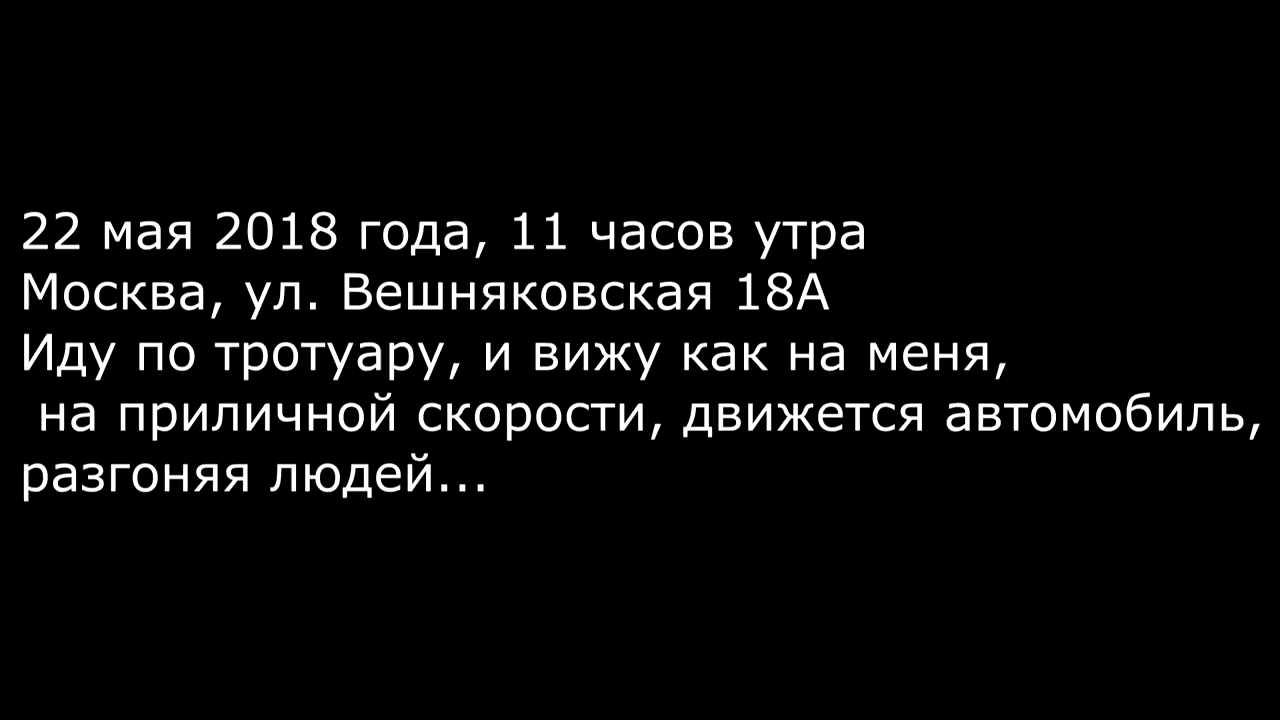 22 мая 2018 года, 11 часов утра
Москва, ул. Вешняковская 18А
Иду по тротуару, и вижу как на меня,
на приличной скорости, движется автомобиль,
разгоняя людей...